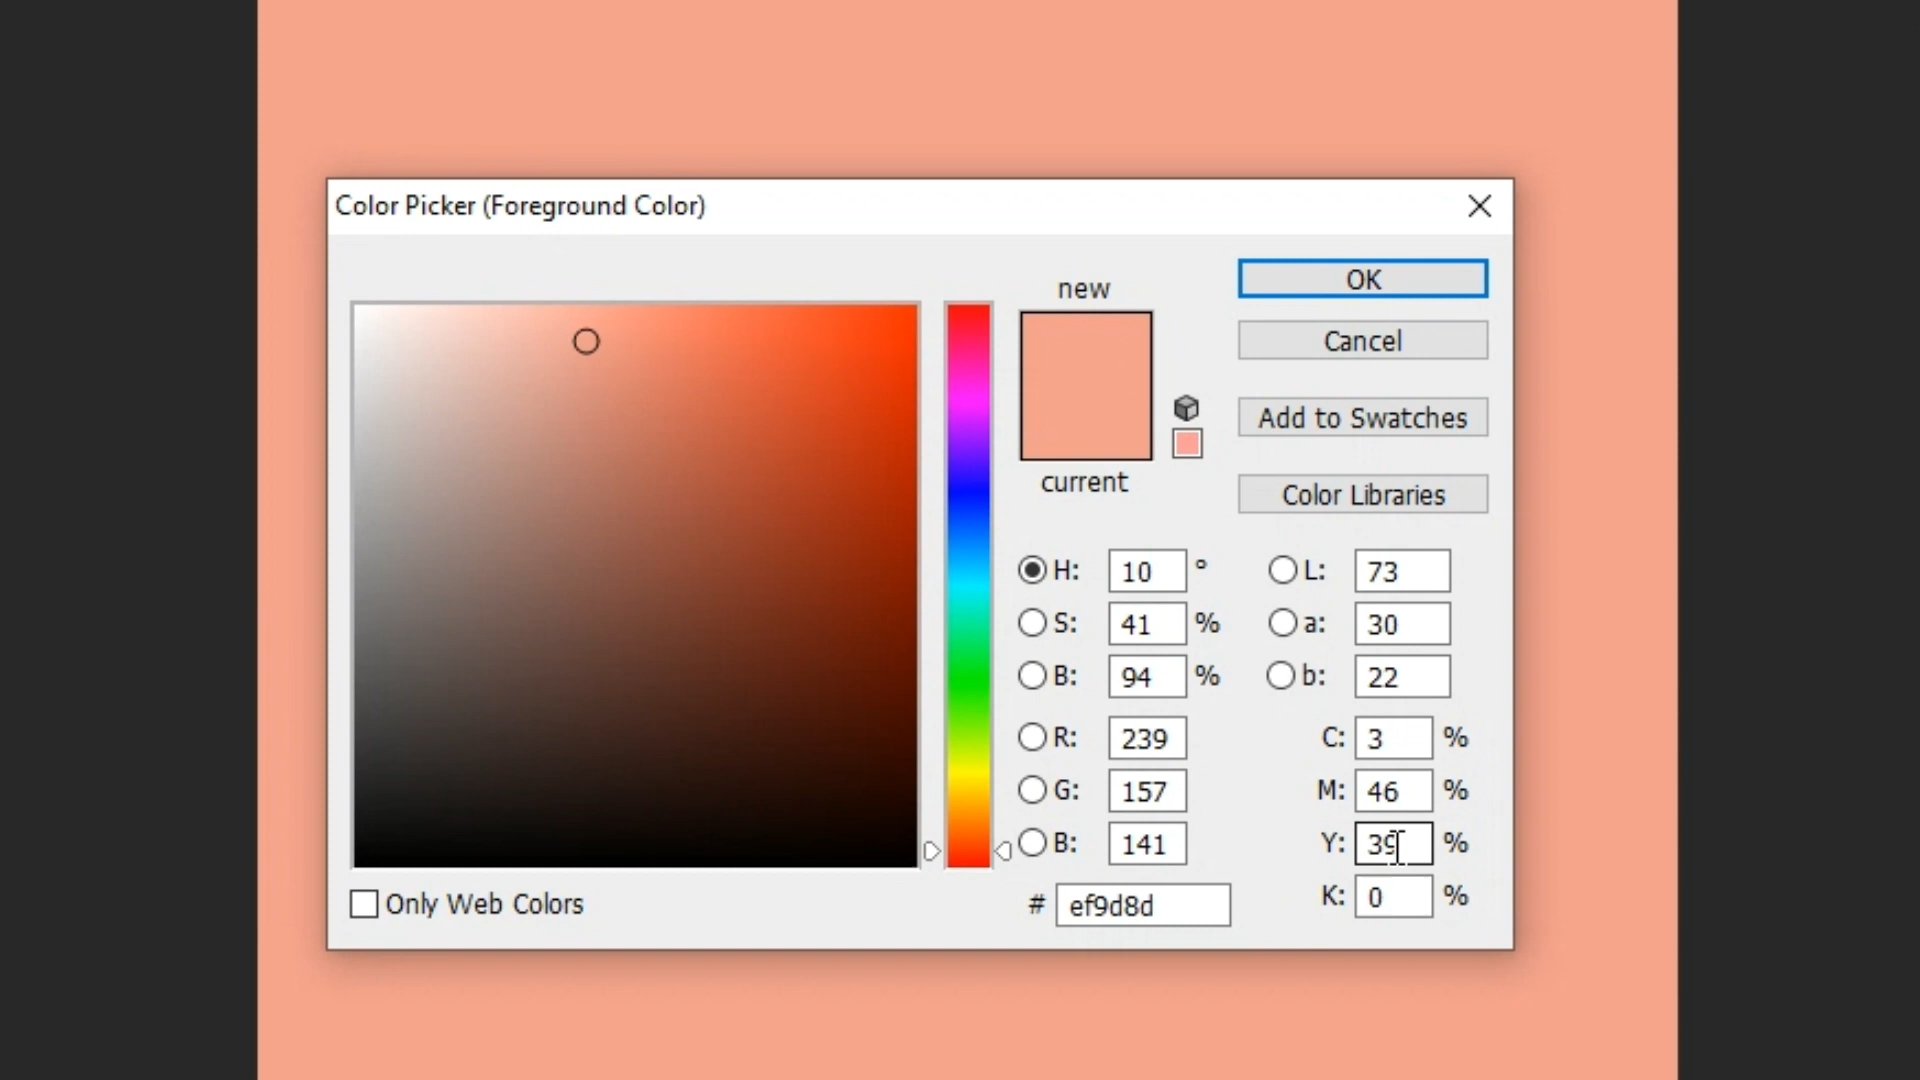 Color Picker (Foreground Color)
new
current
OK
Cancel
Add to Swatches
Color Libraries
H: 10 °
S: 41 %
B: 94 %
R: 239
G: 157
B: 141
# ef9d8d
L: 73
a: 30
b: 22
C: 3 %
M: 46 %
Y: 39 %
K: 0 %
Only Web Colors